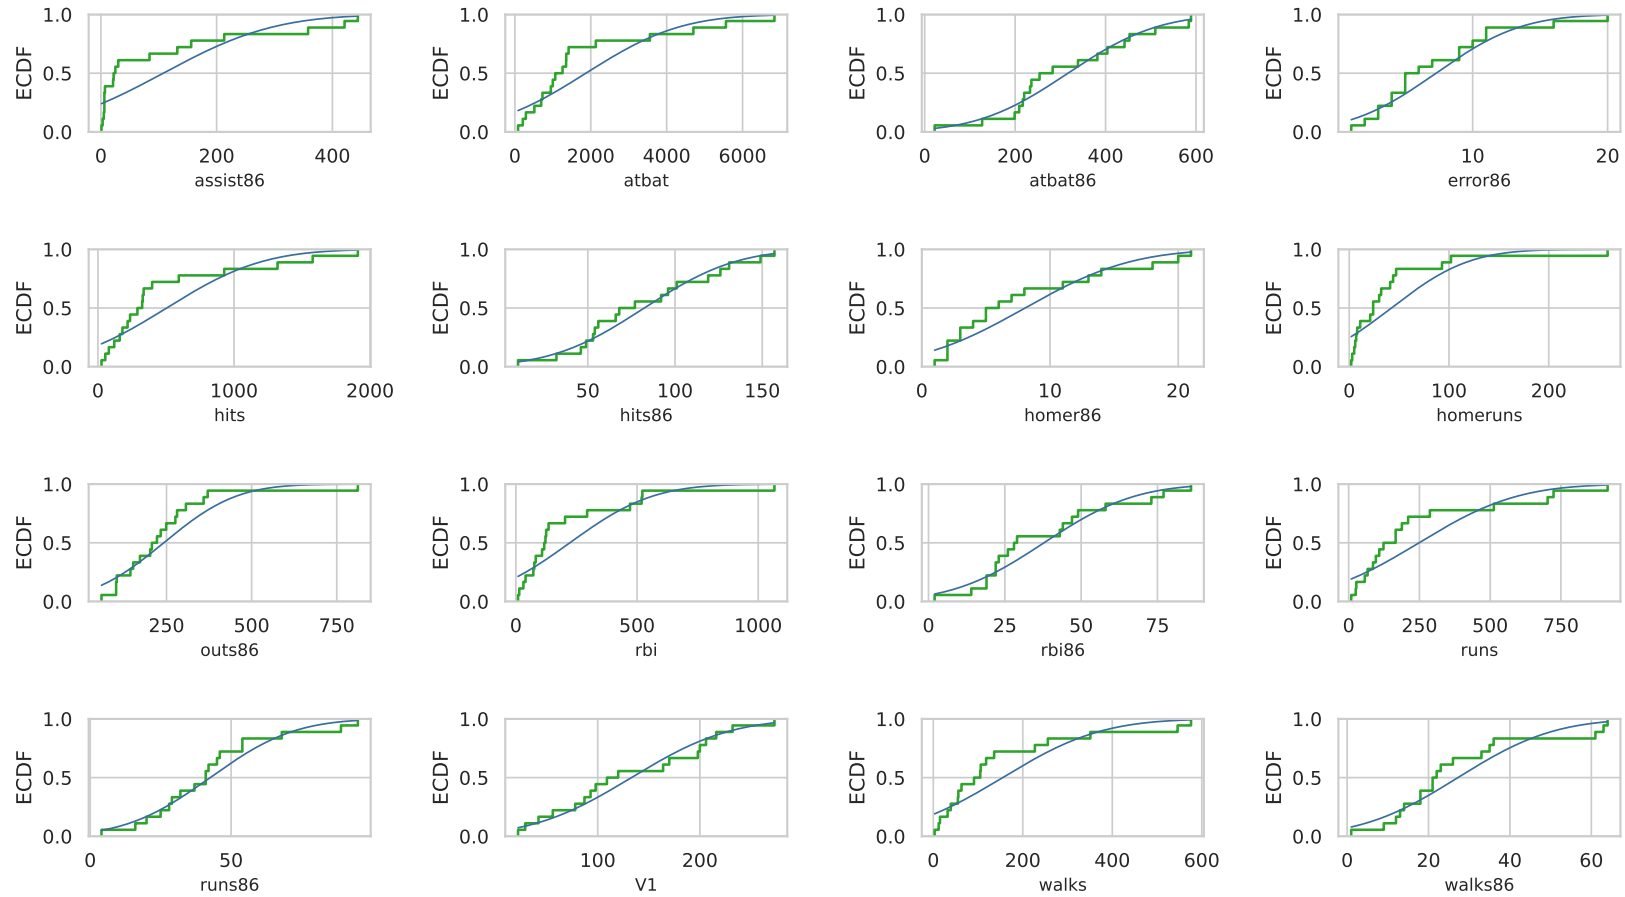 ECDF
1.0
0.5
0.0
0 200 400
assist86
ECDF
1.0
0.5
0.0
0 2000 4000 6000
atbat
ECDF
1.0
0.5
0.0
0 200 400 600
atbat86
ECDF
1.0
0.5
0.0
10 20
error86
ECDF
1.0
0.5
0.0
0 1000 2000
hits
ECDF
1.0
0.5
0.0
50 100 150
hits86
ECDF
1.0
0.5
0.0
0 10 20
homer86
ECDF
1.0
0.5
0.0
0 100 200
homeruns
ECDF
1.0
0.5
0.0
250 500 750
outs86
ECDF
1.0
0.5
0.0
0 500 1000
rbi
ECDF
1.0
0.5
0.0
0 25 50 75
rbi86
ECDF
1.0
0.5
0.0
0 250 500 750
runs
ECDF
1.0
0.5
0.0
0 50
runs86
ECDF
1.0
0.5
0.0
100 200
V1
ECDF
1.0
0.5
0.0
0 200 400 600
walks
ECDF
1.0
0.5
0.0
0 20 40 60
walks86